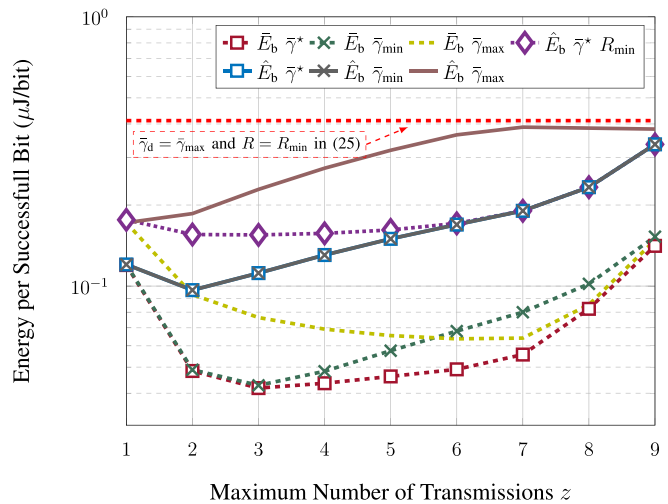 10⁰
Ē_b γ̄⋆ Ē_b γ̄_min Ē_b γ̄_max Ê_b γ̄⋆ R_min
Ê_b γ̄⋆ Ê_b γ̄_min Ê_b γ̄_max
γ̄_d = γ̄_max and R = R_min in (25)
Energy per Successfull Bit (μJ/bit)
10⁻¹
1 2 3 4 5 6 7 8 9
Maximum Number of Transmissions z